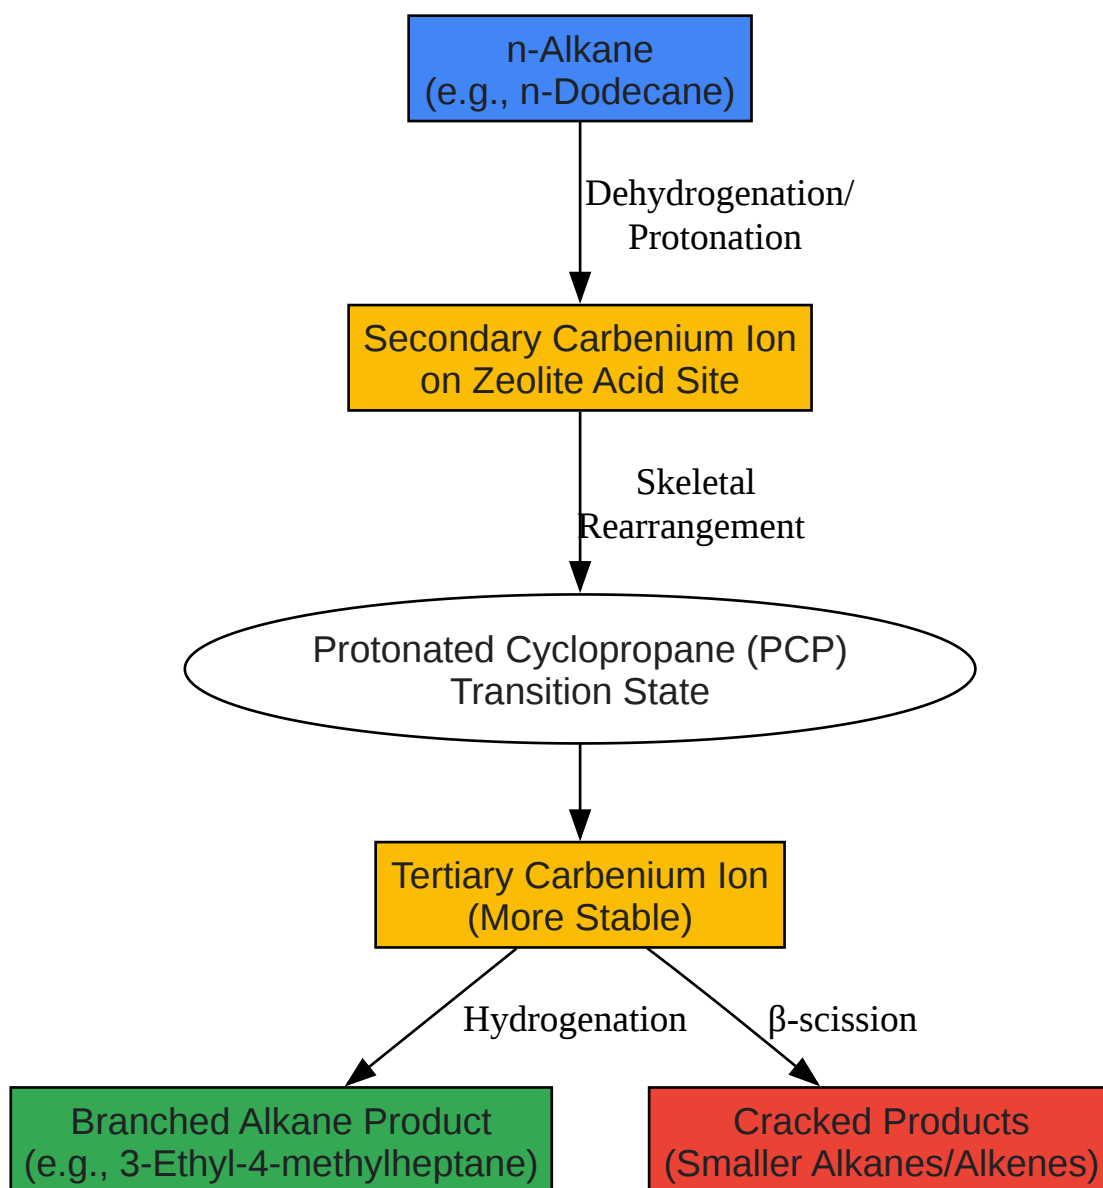 n-Alkane
(e.g., n-Dodecane)
Dehydrogenation/
Protonation
Secondary Carbenium Ion
on Zeolite Acid Site
Skeletal
Rearrangement
Protonated Cyclopropane (PCP)
Transition State
Tertiary Carbenium Ion
(More Stable)
Hydrogenation
β-scission
Branched Alkane Product
(e.g., 3-Ethyl-4-methylheptane)
Cracked Products
(Smaller Alkanes/Alkenes)